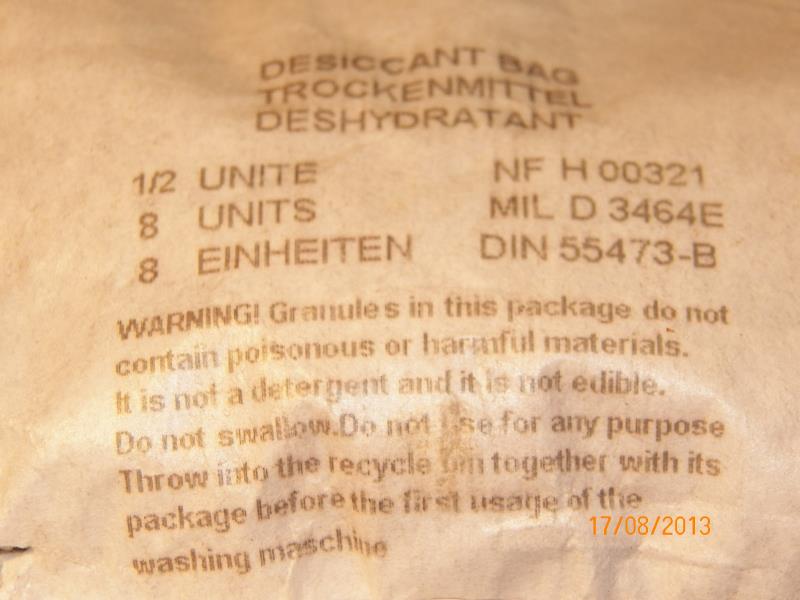 DESICCANT BAG
TROCKENMITTEL
DESHYDRATANT
1/2 UNITE NF H 00321
8 UNITS MIL D 3464E
8 EINHEITEN DIN 55473-B
WARNING! Granules in this package do not
contain poisonous or harmful materials.
It is not a detergent and it is not edible.
Do not swallow.Do not use for any purpose
Throw into the recycle bin together with its
package before the first usage of the
washing maschine
17/08/2013